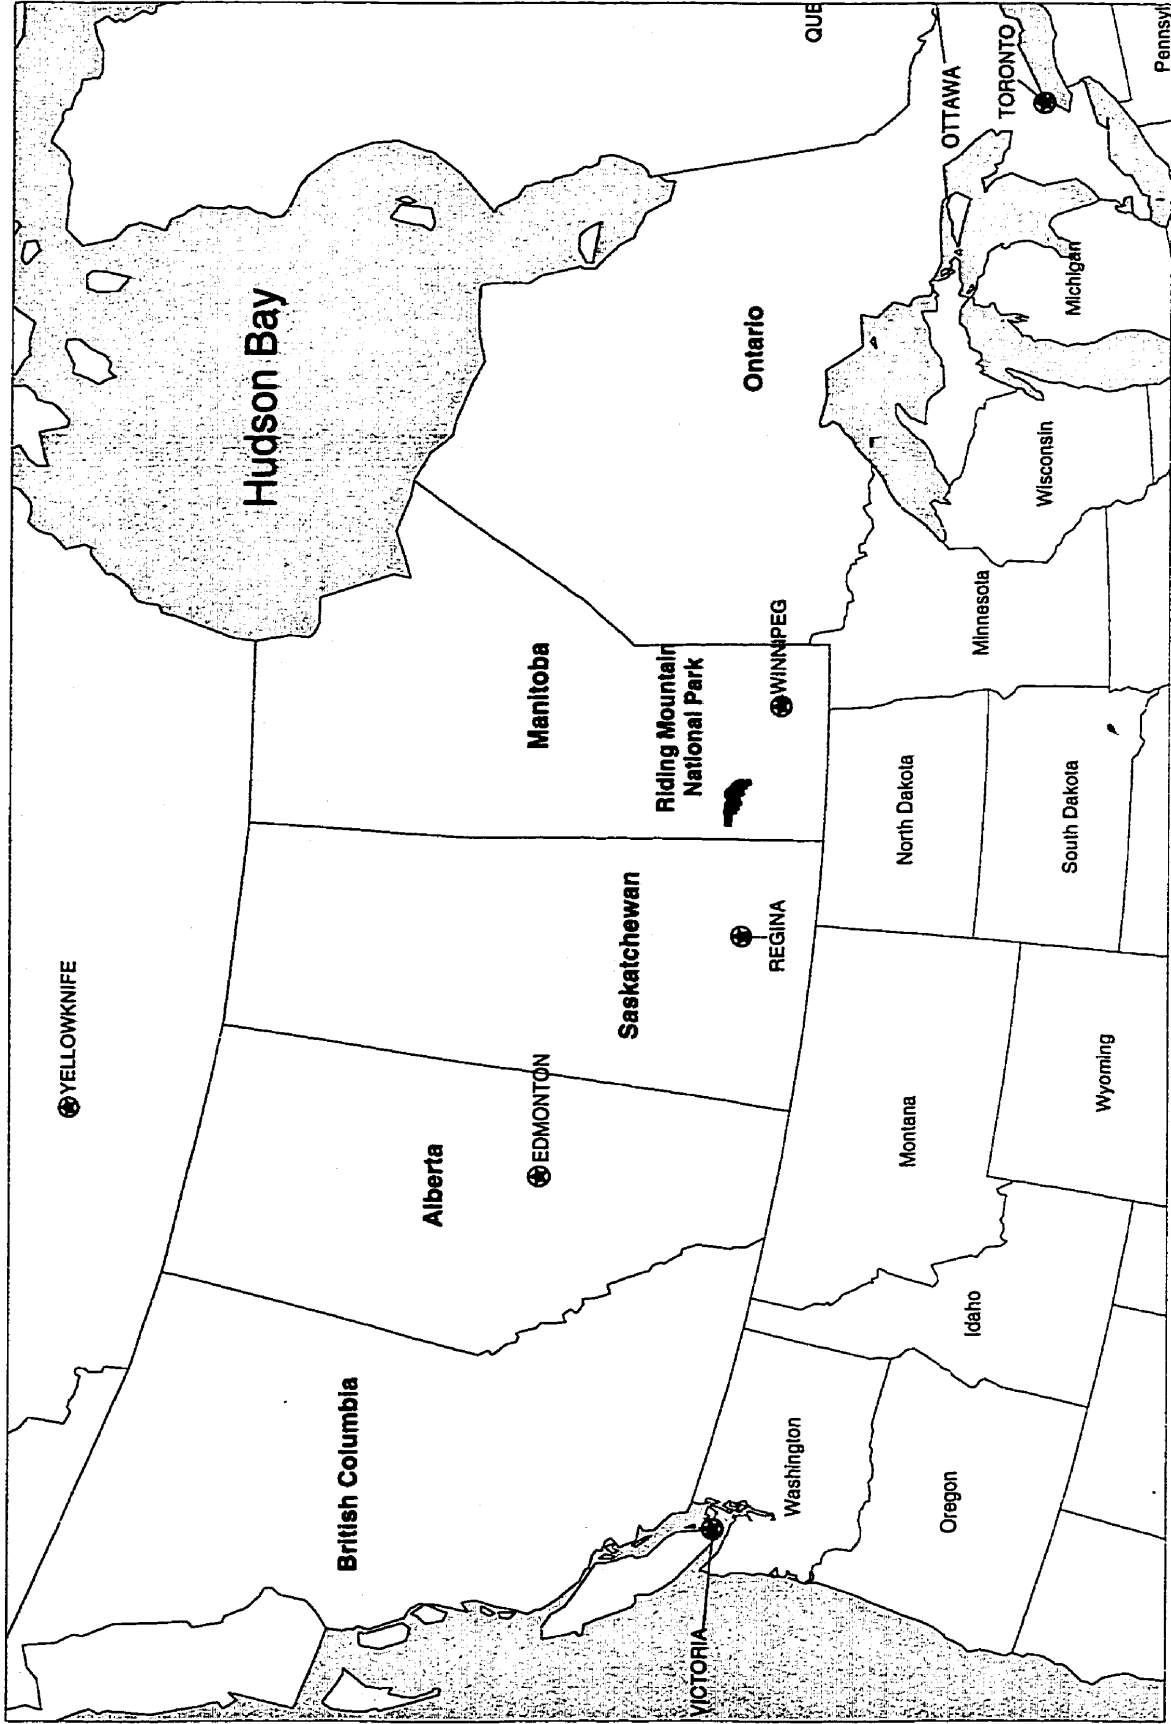 YELLOWKNIFE
Hudson Bay
British Columbia
Alberta
EDMONTON
Saskatchewan
Manitoba
Riding Mountain
National Park
REGINA
WINNIPEG
Ontario
QUE
OTTAWA
TORONTO
VICTORIA
Washington
Oregon
Idaho
Montana
Wyoming
North Dakota
South Dakota
Minnesota
Wisconsin
Michigan
Pennsyl